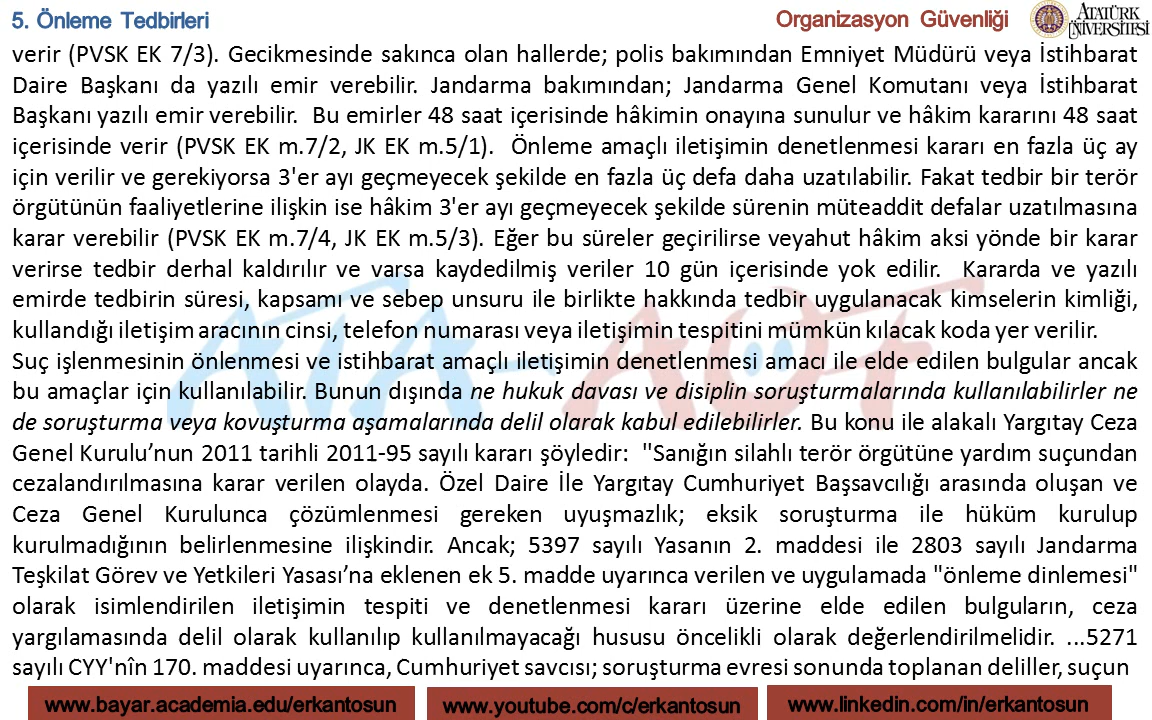 5. Önleme Tedbirleri
Organizasyon Güvenliği
ATATÜRK
ÜNİVERSİTESİ
verir (PVSK EK 7/3). Gecikmesinde sakınca olan hallerde; polis bakımından Emniyet Müdürü veya İstihbarat
Daire Başkanı da yazılı emir verebilir. Jandarma bakımından; Jandarma Genel Komutanı veya İstihbarat
Başkanı yazılı emir verebilir.  Bu emirler 48 saat içerisinde hâkimin onayına sunulur ve hâkim kararını 48 saat
içerisinde verir (PVSK EK m.7/2, JK EK m.5/1).  Önleme amaçlı iletişimin denetlenmesi kararı en fazla üç ay
için verilir ve gerekiyorsa 3'er ayı geçmeyecek şekilde en fazla üç defa daha uzatılabilir. Fakat tedbir bir terör
örgütünün faaliyetlerine ilişkin ise hâkim 3'er ayı geçmeyecek şekilde sürenin müteaddit defalar uzatılmasına
karar verebilir (PVSK EK m.7/4, JK EK m.5/3). Eğer bu süreler geçirilirse veyahut hâkim aksi yönde bir karar
verirse tedbir derhal kaldırılır ve varsa kaydedilmiş veriler 10 gün içerisinde yok edilir.  Kararda ve yazılı
emirde tedbirin süresi, kapsamı ve sebep unsuru ile birlikte hakkında tedbir uygulanacak kimselerin kimliği,
kullandığı iletişim aracının cinsi, telefon numarası veya iletişimin tespitini mümkün kılacak koda yer verilir.
Suç işlenmesinin önlenmesi ve istihbarat amaçlı iletişimin denetlenmesi amacı ile elde edilen bulgular ancak
bu amaçlar için kullanılabilir. Bunun dışında ne hukuk davası ve disiplin soruşturmalarında kullanılabilirler ne
de soruşturma veya kovuşturma aşamalarında delil olarak kabul edilebilirler. Bu konu ile alakalı Yargıtay Ceza
Genel Kurulu’nun 2011 tarihli 2011-95 sayılı kararı şöyledir:  "Sanığın silahlı terör örgütüne yardım suçundan
cezalandırılmasına karar verilen olayda. Özel Daire İle Yargıtay Cumhuriyet Başsavcılığı arasında oluşan ve
Ceza Genel Kurulunca çözümlenmesi gereken uyuşmazlık; eksik soruşturma ile hüküm kurulup
kurulmadığının belirlenmesine ilişkindir. Ancak; 5397 sayılı Yasanın 2. maddesi ile 2803 sayılı Jandarma
Teşkilat Görev ve Yetkileri Yasası’na eklenen ek 5. madde uyarınca verilen ve uygulamada "önleme dinlemesi"
olarak isimlendirilen iletişimin tespiti ve denetlenmesi kararı üzerine elde edilen bulguların, ceza
yargılamasında delil olarak kullanılıp kullanılmayacağı hususu öncelikli olarak değerlendirilmelidir. ...5271
sayılı CYY'nîn 170. maddesi uyarınca, Cumhuriyet savcısı; soruşturma evresi sonunda toplanan deliller, suçun
ATA-AÖF
www.bayar.academia.edu/erkantosun
www.youtube.com/c/erkantosun
www.linkedin.com/in/erkantosun